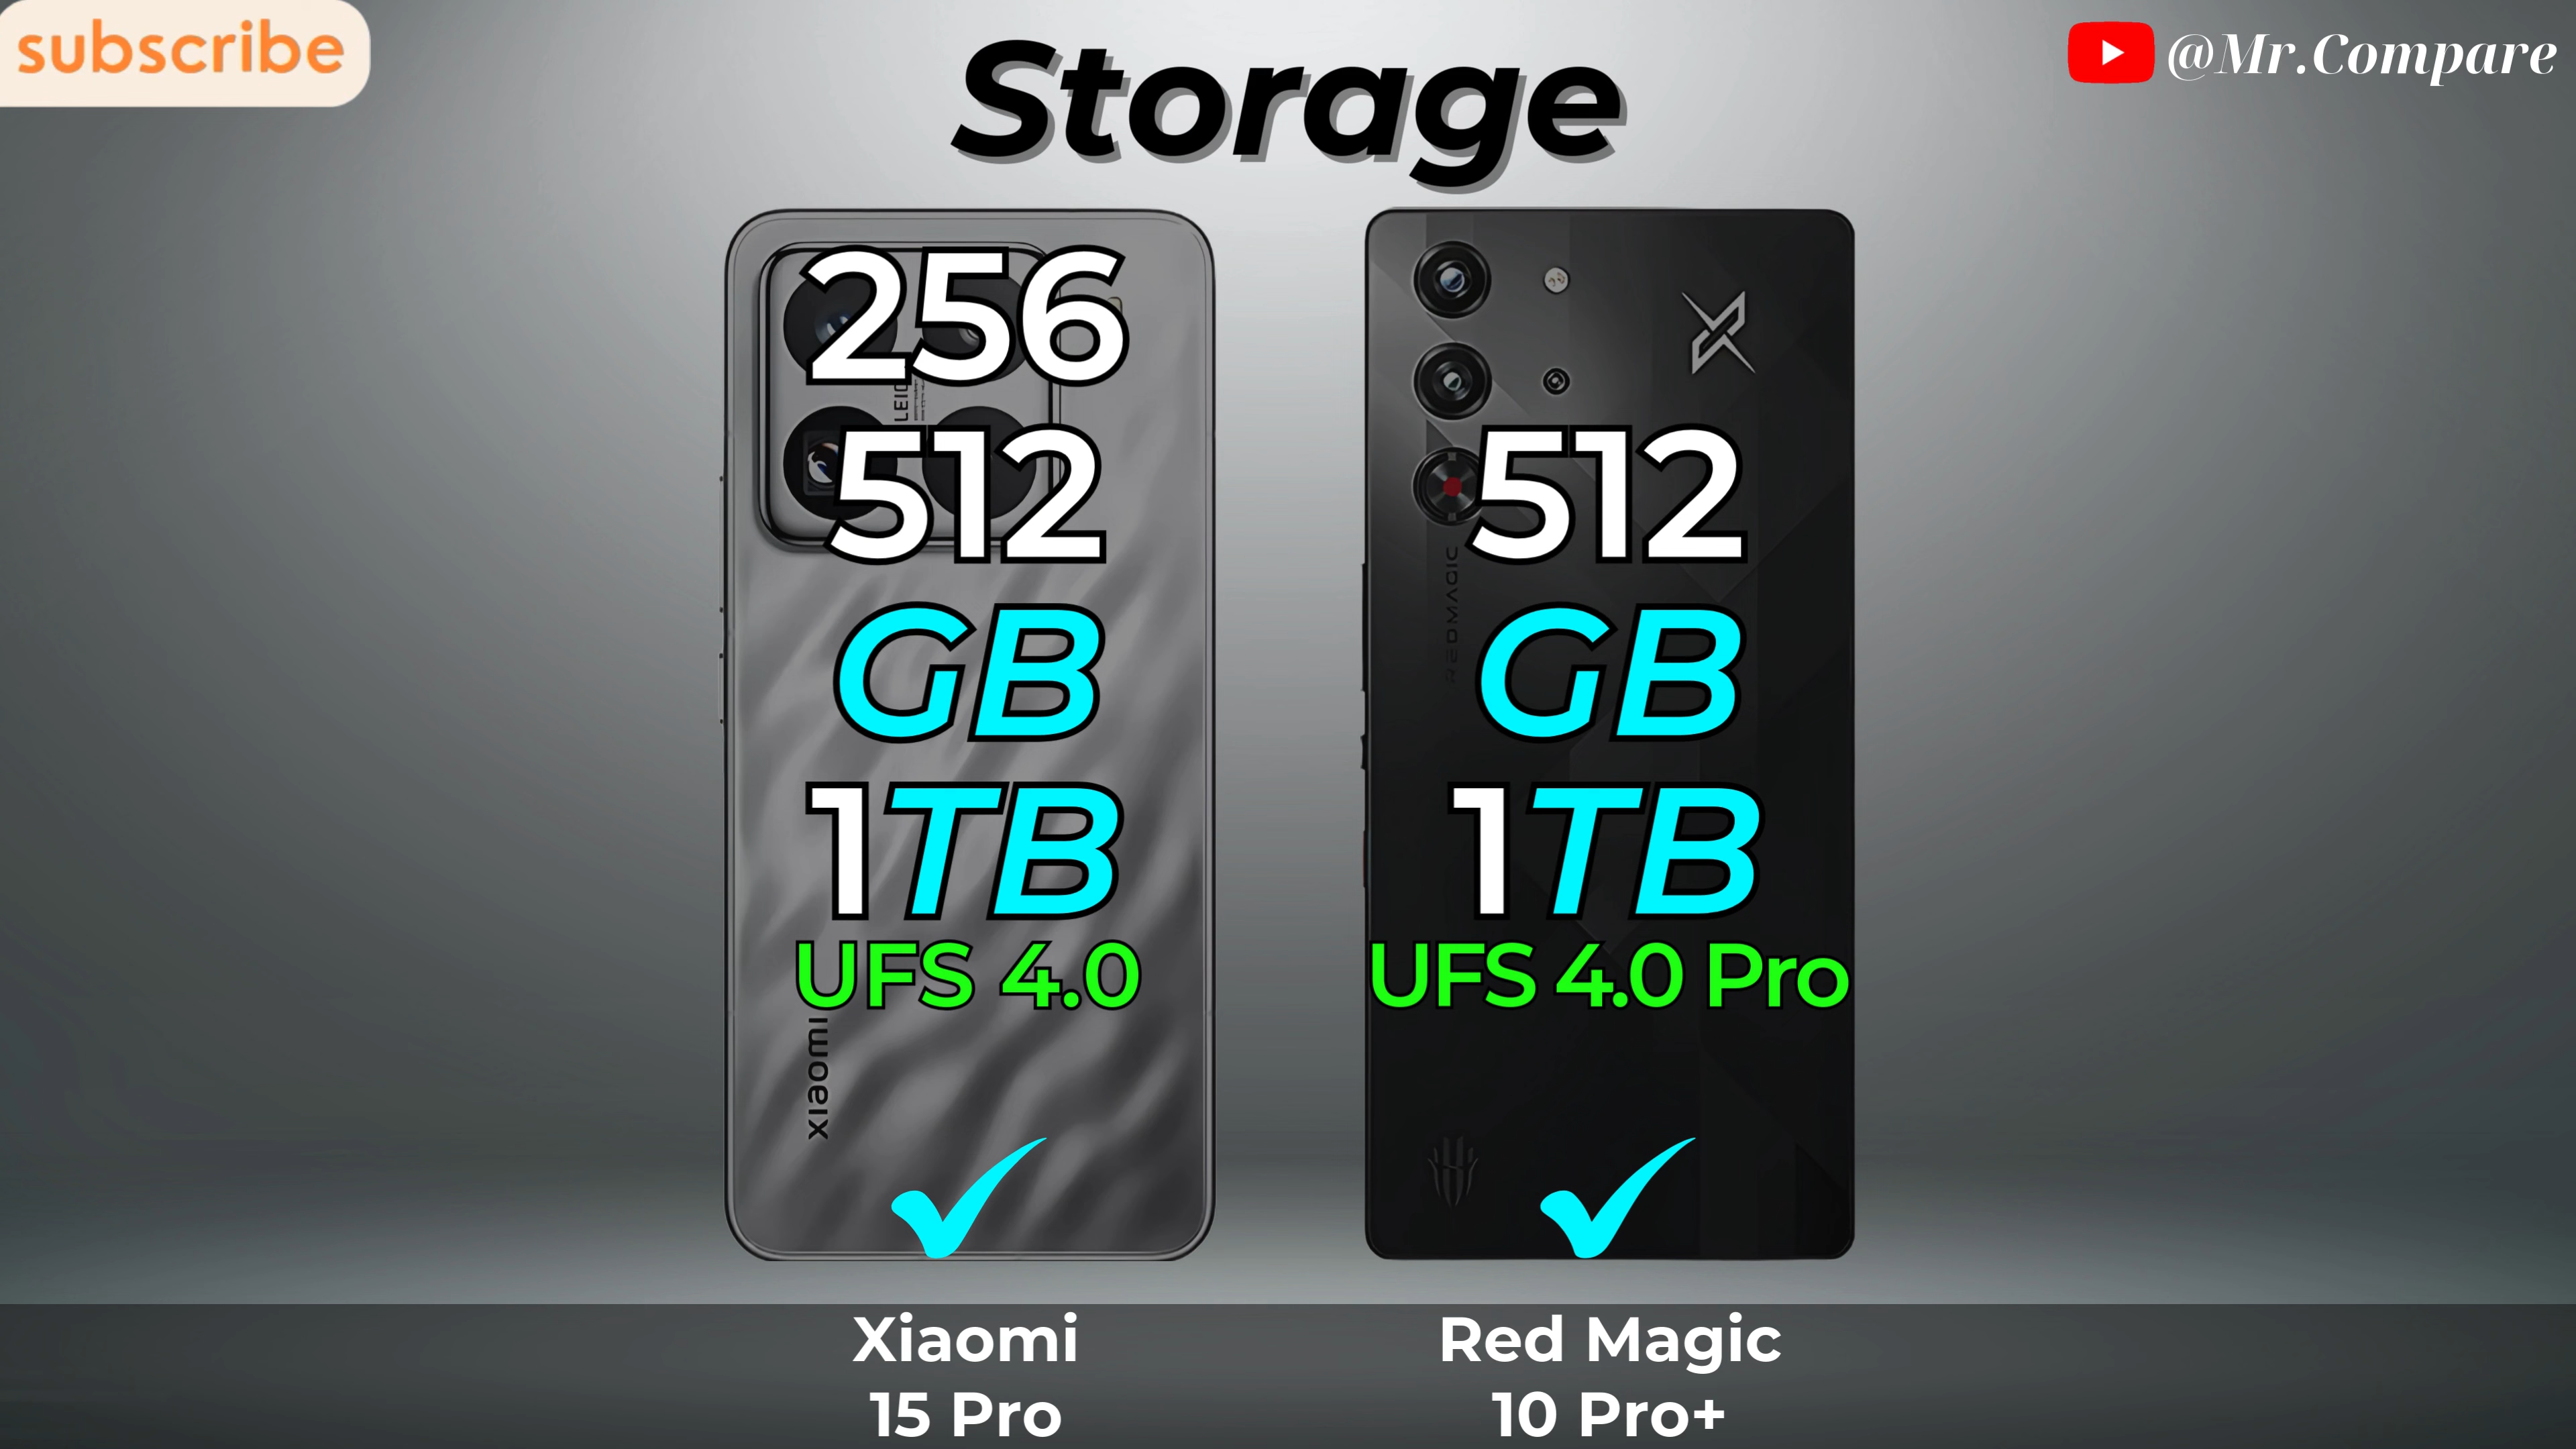 subscribe
@Mr.Compare
Storage
256
512
GB
1TB
UFS 4.0
xiaomi
512
GB
1TB
UFS 4.0 Pro
REDMAGIC
Xiaomi
15 Pro
Red Magic
10 Pro+